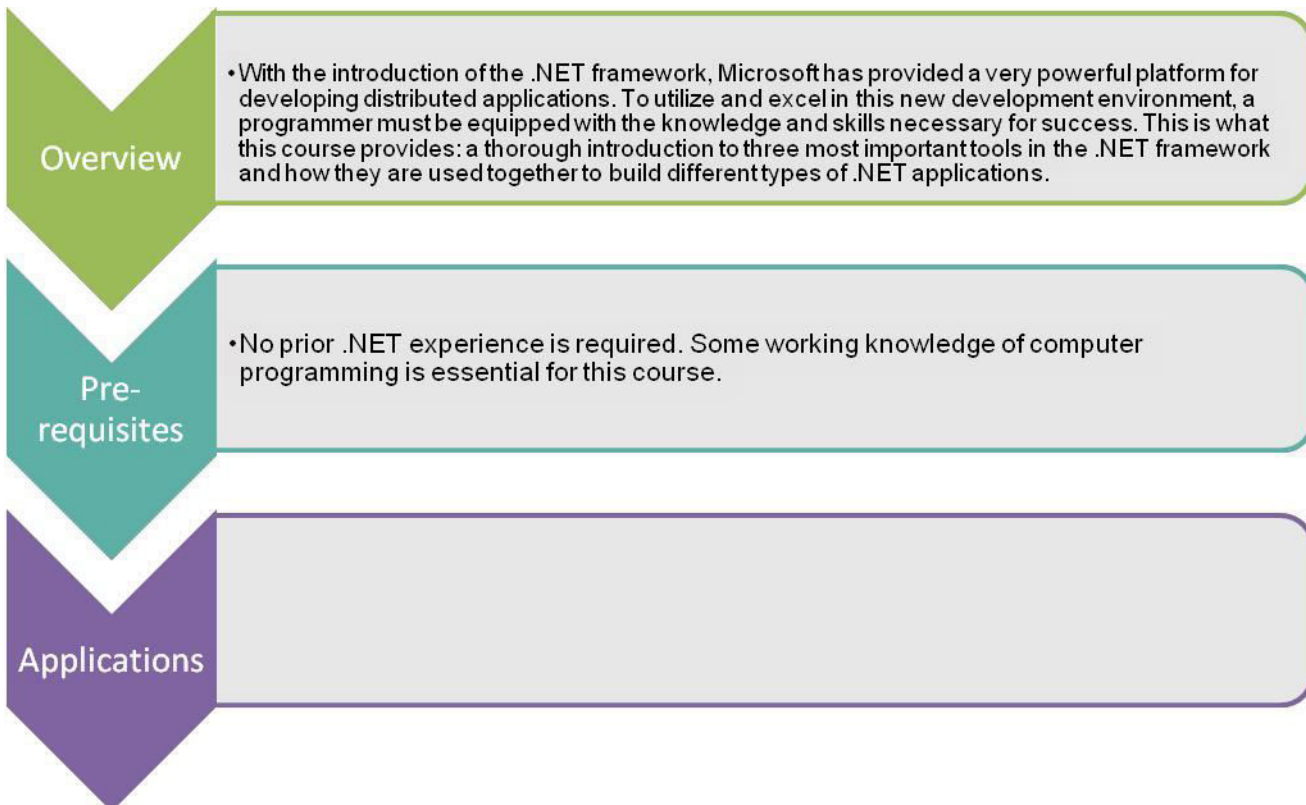 Overview
•With the introduction of the .NET framework, Microsoft has provided a very powerful platform for
developing distributed applications. To utilize and excel in this new development environment, a
programmer must be equipped with the knowledge and skills necessary for success. This is what
this course provides: a thorough introduction to three most important tools in the .NET framework
and how they are used together to build different types of .NET applications.
Pre-
requisites
•No prior .NET experience is required. Some working knowledge of computer
programming is essential for this course.
Applications